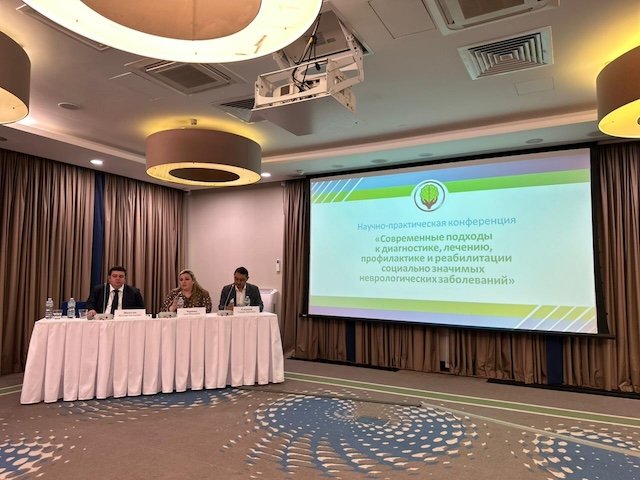 Научно-практическая конференция
«Современные подходы
к диагностике, лечению,
профилактике и реабилитации
социально значимых
неврологических заболеваний»